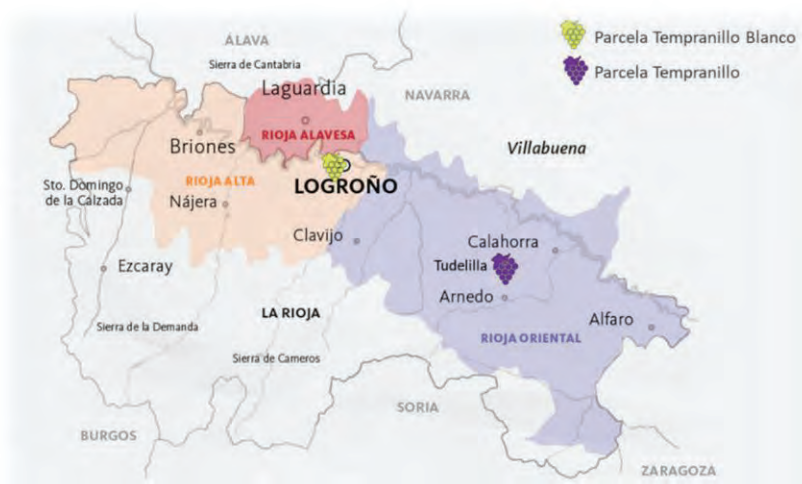 ÁLAVA
Sierra de Cantabria
Parcela Tempranillo Blanco
Parcela Tempranillo
Laguardia
NAVARRA
RIOJA ALAVESA
Briones
Villabuena
Sto. Domingo
de la Calzada
RIOJA ALTA
LOGROÑO
Nájera
Clavijo
Calahorra
Ezcaray
Tudelilla
Arnedo
LA RIOJA
Alfaro
Sierra de la Demanda
RIOJA ORIENTAL
Sierra de Cameros
SORIA
BURGOS
ZARAGOZA